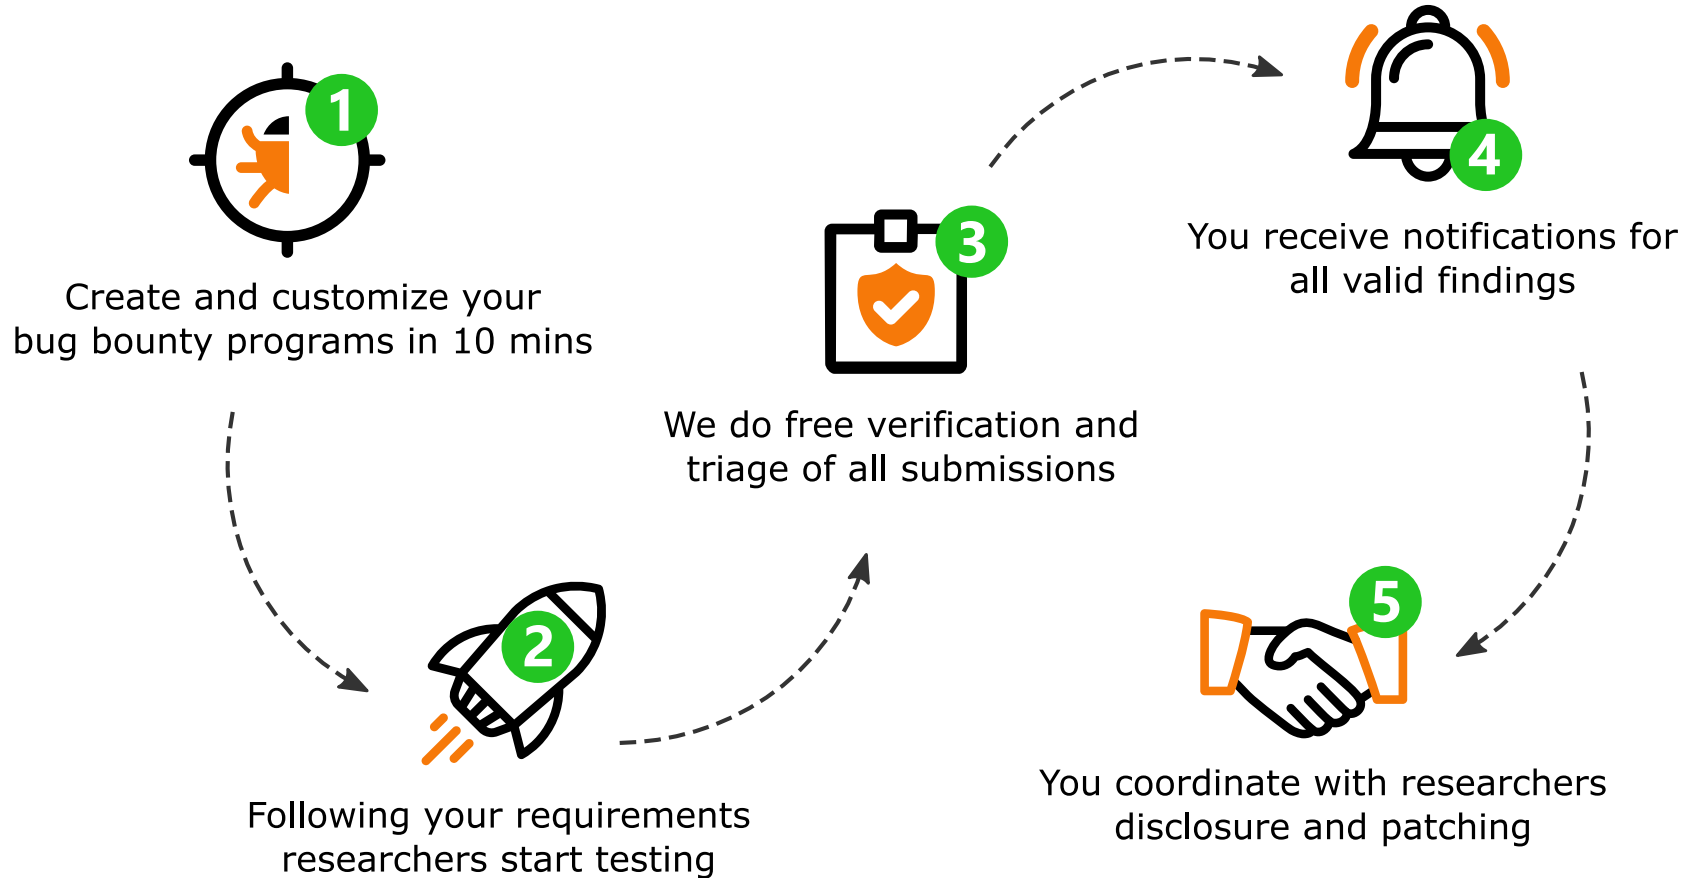 1
Create and customize your
bug bounty programs in 10 mins
2
Following your requirements
researchers start testing
3
We do free verification and
triage of all submissions
4
You receive notifications for
all valid findings
5
You coordinate with researchers
disclosure and patching